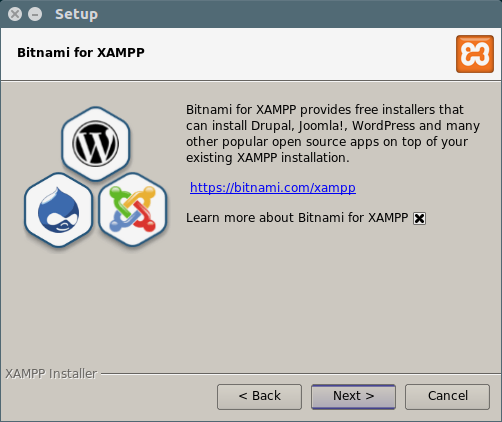 Setup
Bitnami for XAMPP
Bitnami for XAMPP provides free installers that
can install Drupal, Joomla!, WordPress and many
other popular open source apps on top of your
existing XAMPP installation.
https://bitnami.com/xampp
Learn more about Bitnami for XAMPP
XAMPP Installer
< Back
Next >
Cancel